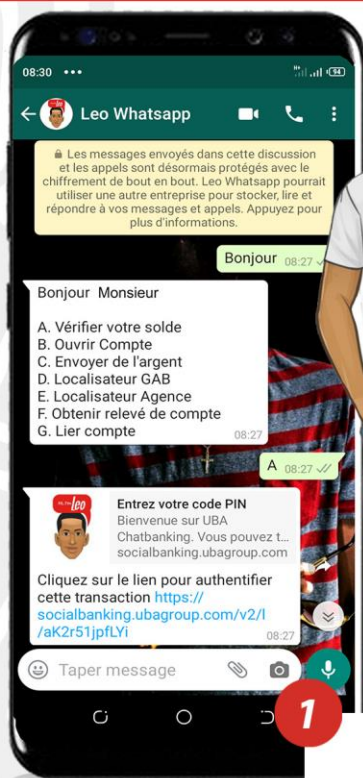 08:30
94
Leo Whatsapp
Les messages envoyés dans cette discussion
et les appels sont désormais protégés avec le
chiffrement de bout en bout. Leo Whatsapp pourrait
utiliser une autre entreprise pour stocker, lire et
répondre à vos messages et appels. Appuyez pour
plus d'informations.
Bonjour 08:27
Bonjour Monsieur
A. Vérifier votre solde
B. Ouvrir Compte
C. Envoyer de l'argent
D. Localisateur GAB
E. Localisateur Agence
F. Obtenir relevé de compte
G. Lier compte
08:27
A 08:27
Leo
Entrez votre code PIN
Bienvenue sur UBA
Chatbanking. Vous pouvez t...
socialbanking.ubagroup.com
Cliquez sur le lien pour authentifier
cette transaction https://
socialbanking.ubagroup.com/v2/l
/aK2r51jpfLYi
08:27
Taper message
1